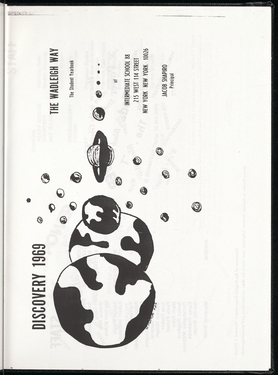 DISCOVERY 1969
THE WADLEIGH WAY
The Student Yearbook
of
INTERMEDIATE SCHOOL 88
215 WEST 114 STREET
NEW YORK, NEW YORK 10026
JACOB SHAPIRO
Principal